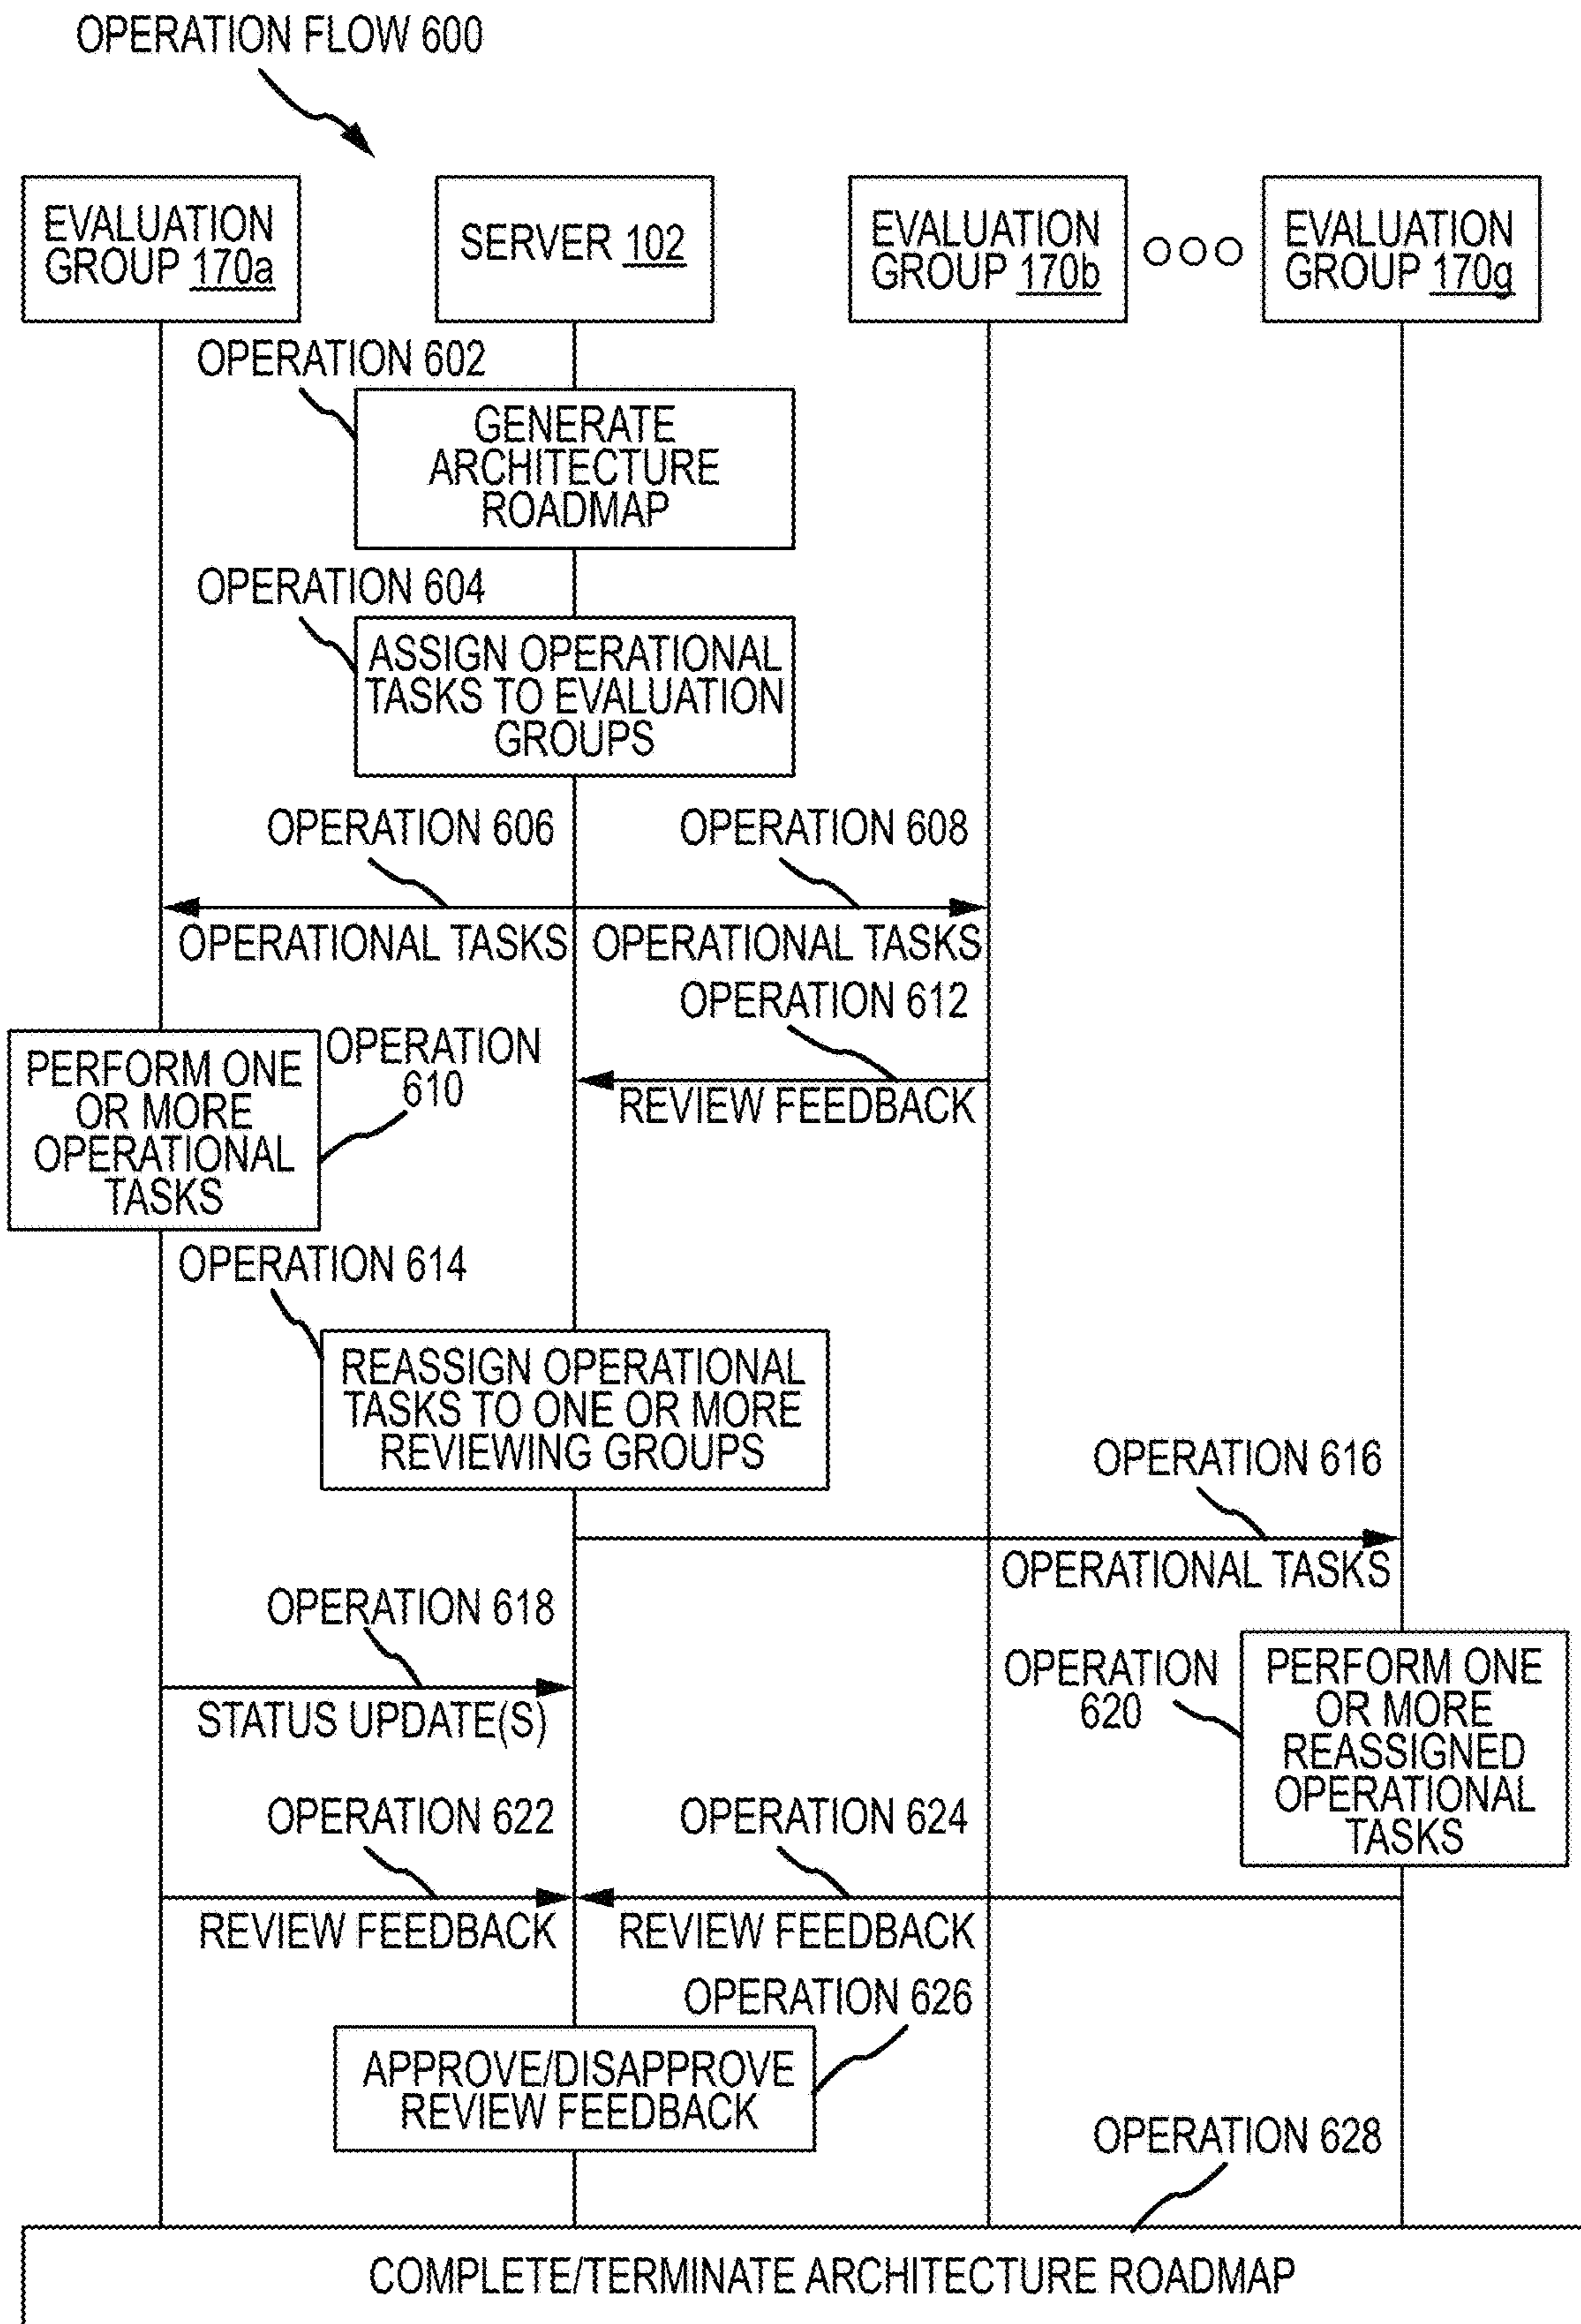 OPERATION FLOW 600
EVALUATION
GROUP 170a
SERVER 102
EVALUATION
GROUP 170b
EVALUATION
GROUP 170g
OPERATION 602
GENERATE
ARCHITECTURE
ROADMAP
OPERATION 604
ASSIGN OPERATIONAL
TASKS TO EVALUATION
GROUPS
OPERATION 606
OPERATION 608
OPERATIONAL TASKS
OPERATIONAL TASKS
OPERATION 612
REVIEW FEEDBACK
PERFORM ONE
OR MORE
OPERATIONAL
TASKS
OPERATION
610
OPERATION 614
REASSIGN OPERATIONAL
TASKS TO ONE OR MORE
REVIEWING GROUPS
OPERATION 616
OPERATIONAL TASKS
OPERATION 618
STATUS UPDATE(S)
OPERATION
620
PERFORM ONE
OR MORE
REASSIGNED
OPERATIONAL
TASKS
OPERATION 622
OPERATION 624
REVIEW FEEDBACK
REVIEW FEEDBACK
OPERATION 626
APPROVE/DISAPPROVE
REVIEW FEEDBACK
OPERATION 628
COMPLETE/TERMINATE ARCHITECTURE ROADMAP